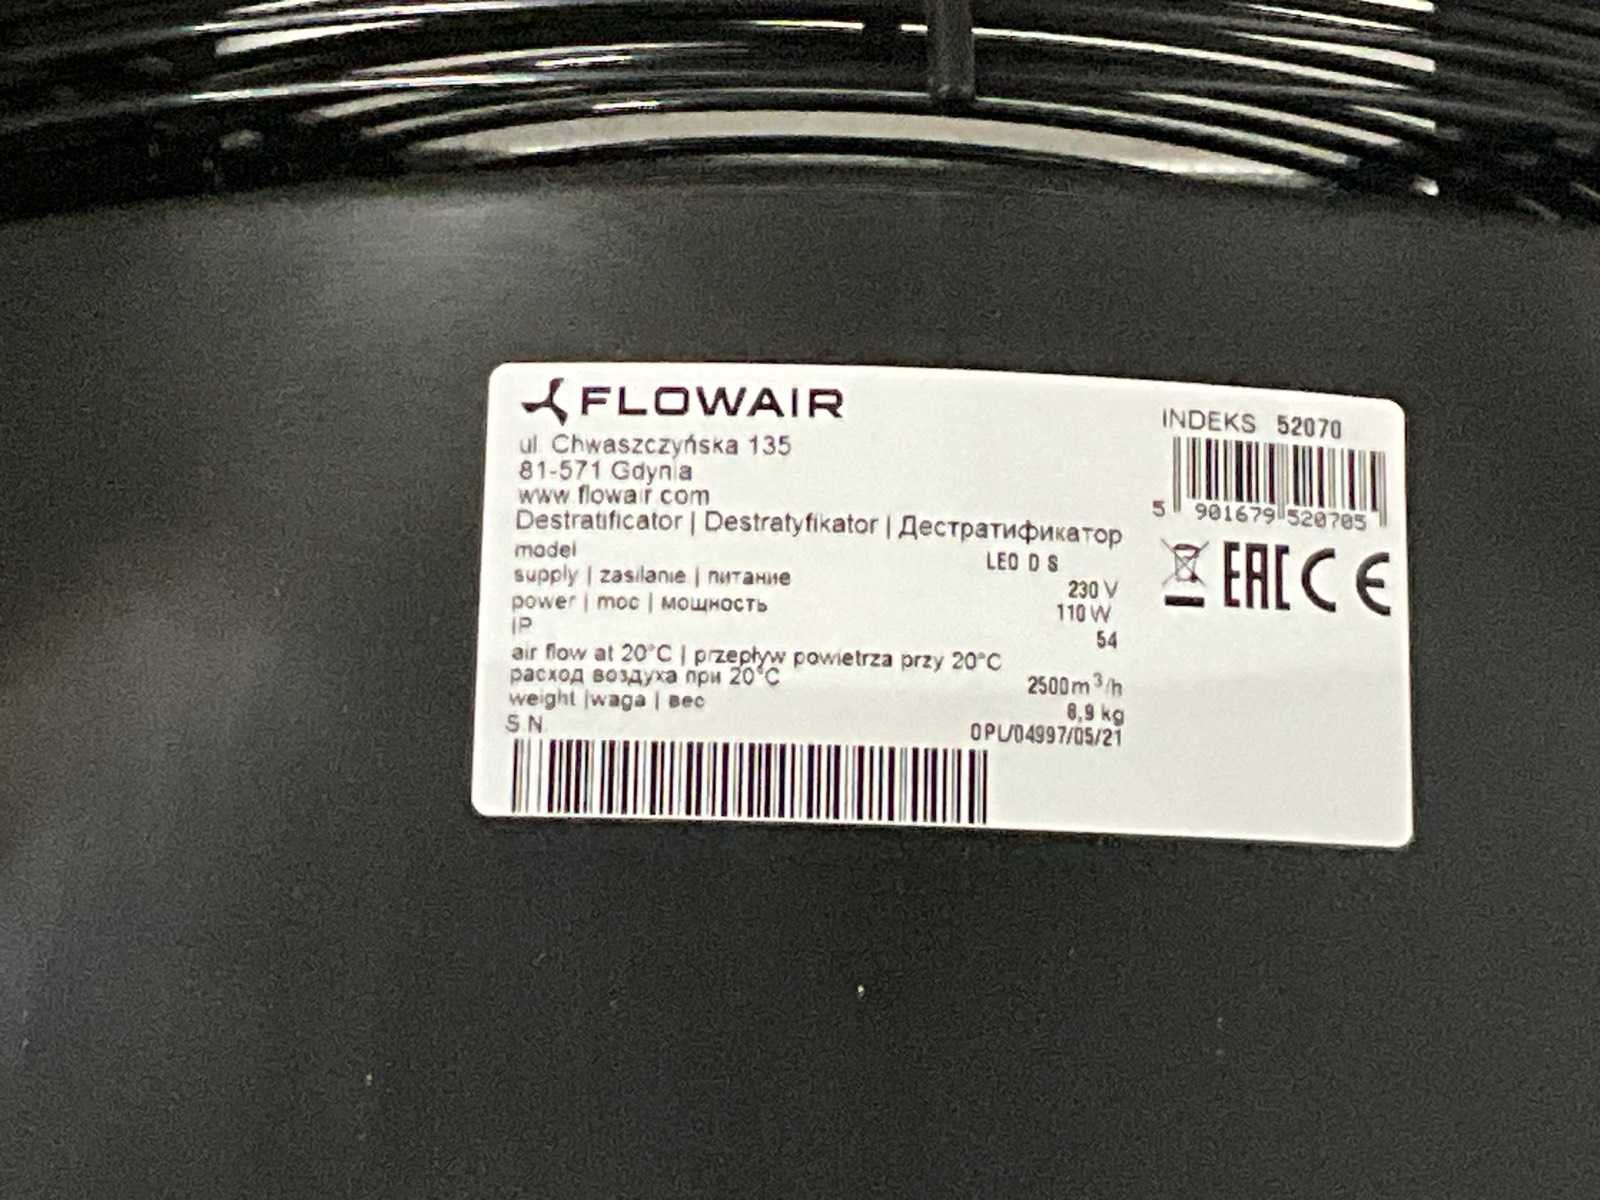 FLOWAIR
ul. Chwaszczyńska 135
81-571 Gdynia
www.flowair.com
Destratificator | Destratyfikator | Дестратификатор
model LEO D S
supply | zasilanie | питание 230 V
power | moc | мощность 110 W
IP 54
air flow at 20°C | przepływ powietrza przy 20°C
расход воздуха при 20°C 2500 m³/h
weight |waga | вес 8,9 kg
S.N. OPL/04997/05/21
INDEKS 52070
5 901679 520705
EAC CE